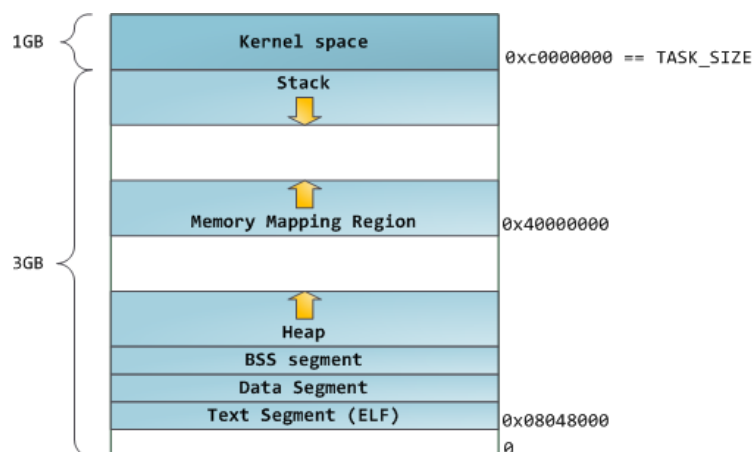 1GB
Kernel space
0xc0000000 == TASK_SIZE
Stack
Memory Mapping Region
0x40000000
3GB
Heap
BSS segment
Data Segment
Text Segment (ELF)
0x08048000
0